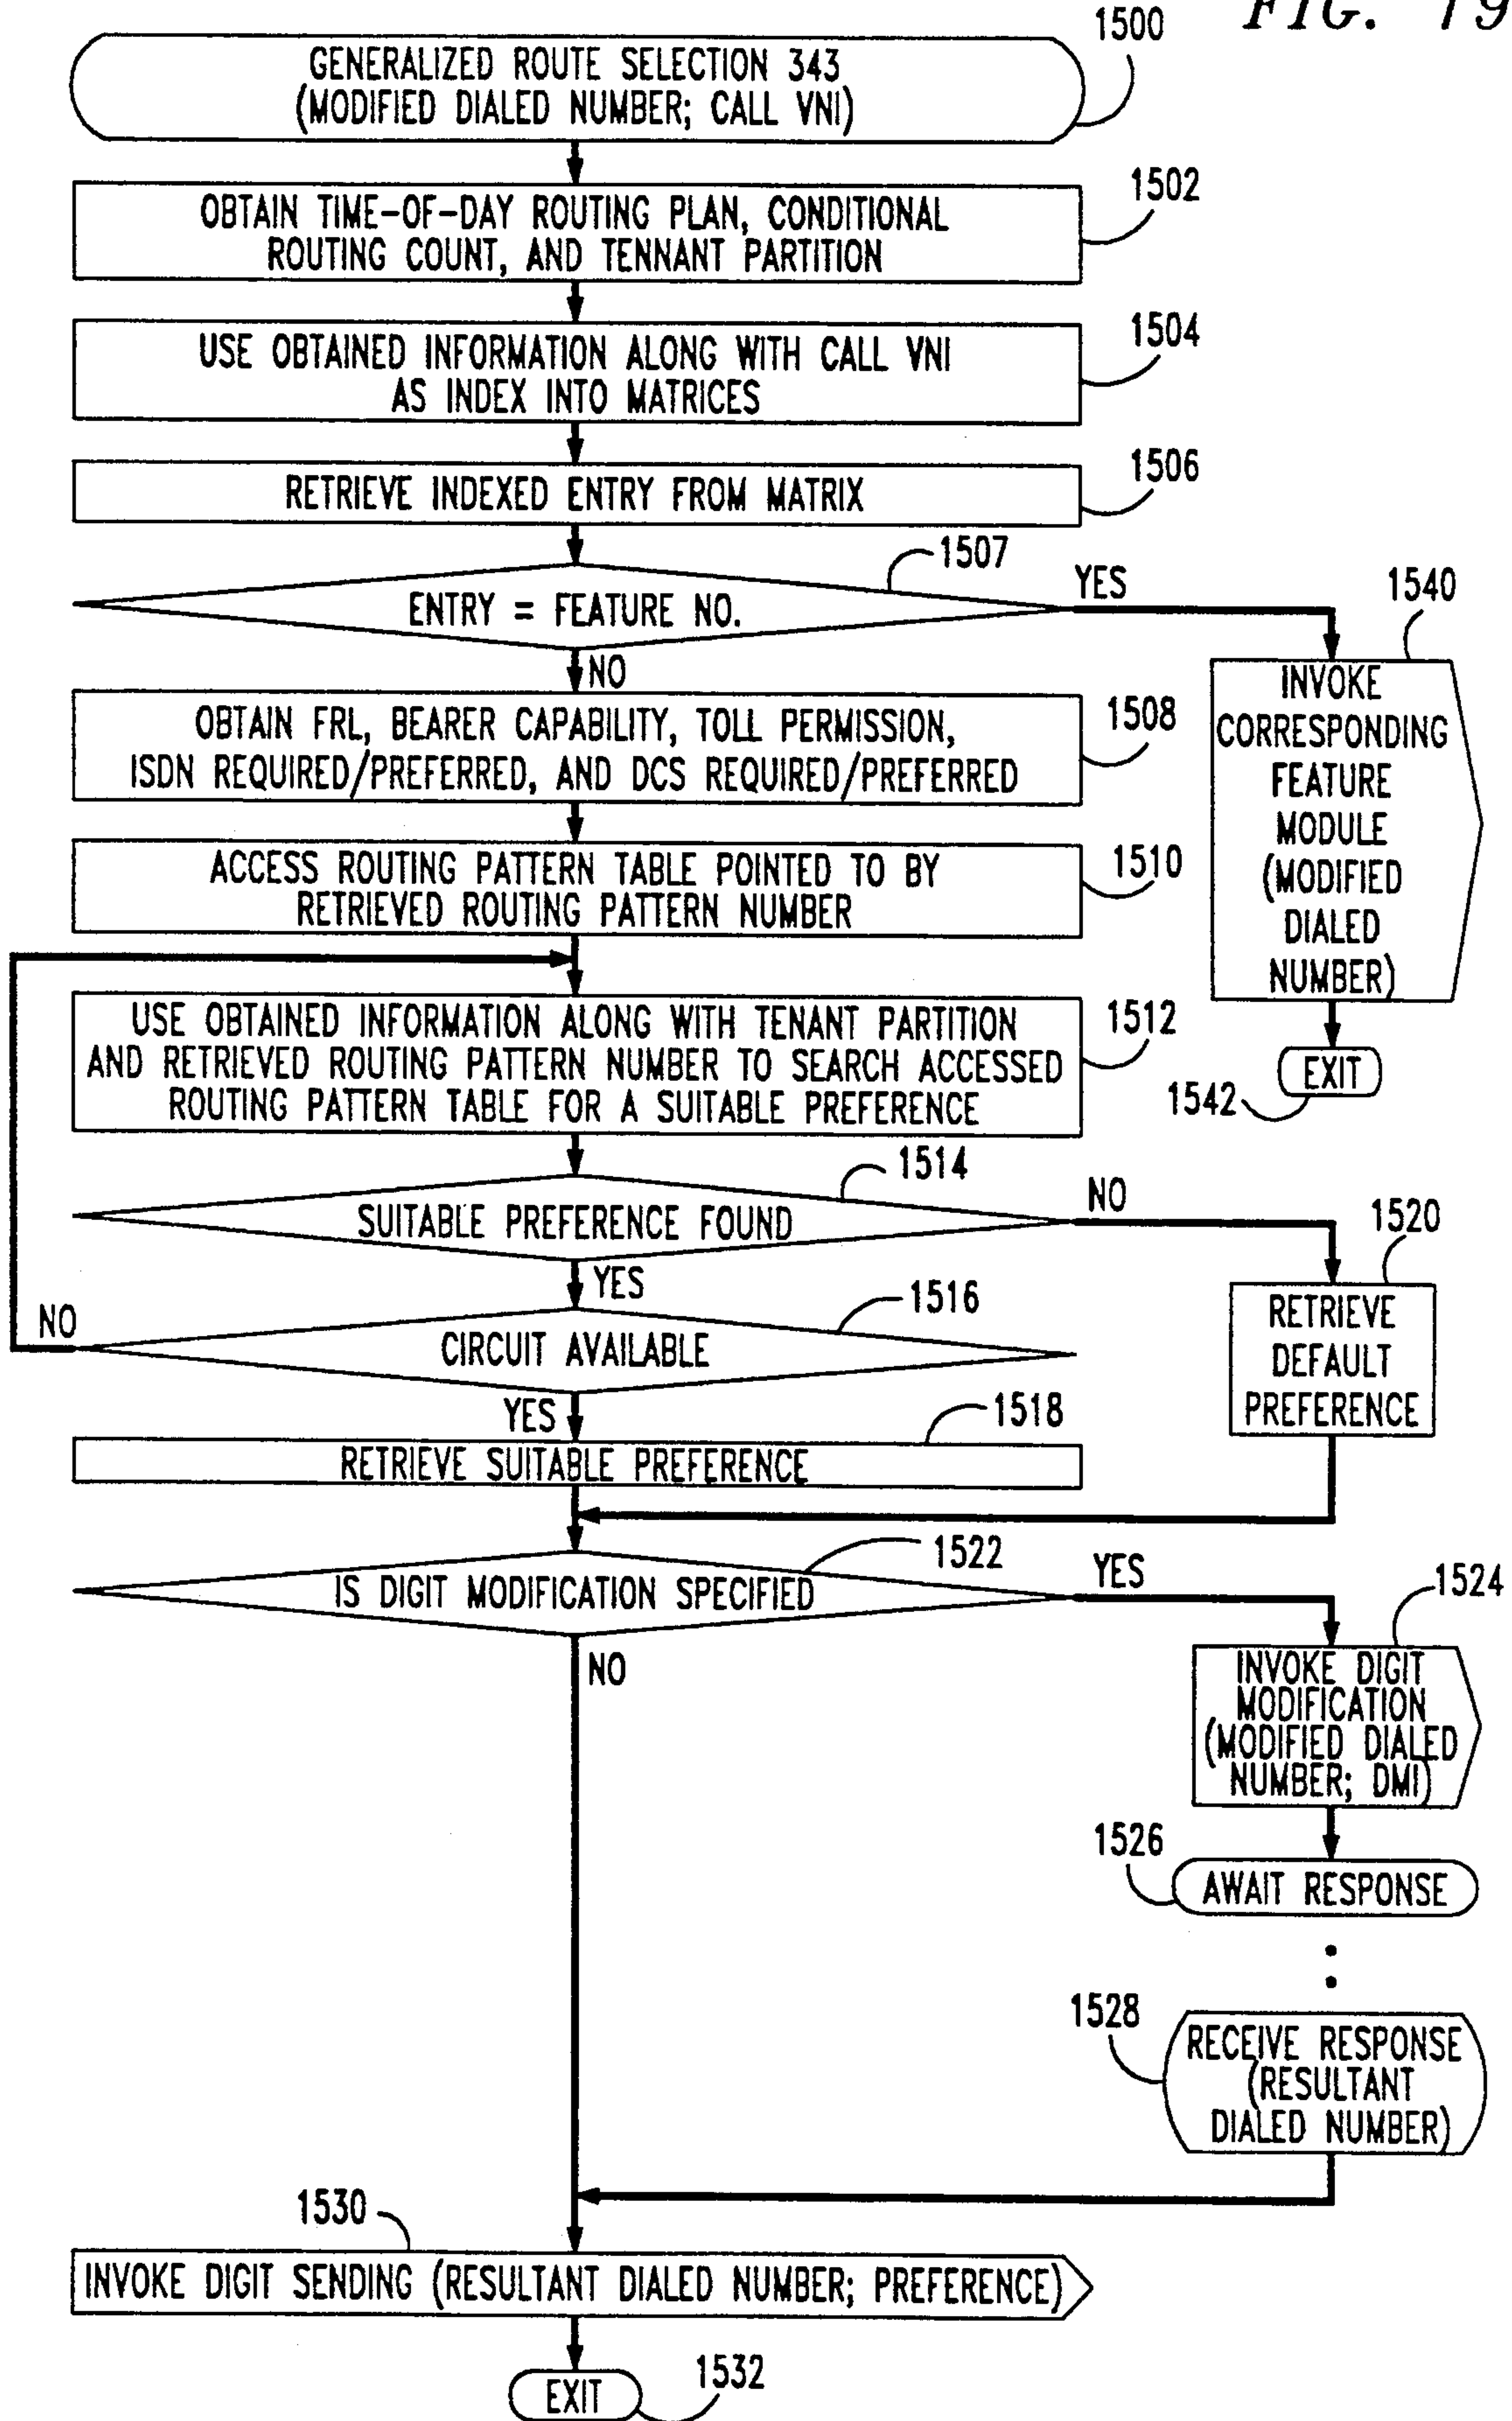 FIG. 19
1500
GENERALIZED ROUTE SELECTION 343
(MODIFIED DIALED NUMBER; CALL VNI)
1502
OBTAIN TIME-OF-DAY ROUTING PLAN, CONDITIONAL
ROUTING COUNT, AND TENNANT PARTITION
1504
USE OBTAINED INFORMATION ALONG WITH CALL VNI
AS INDEX INTO MATRICES
1506
RETRIEVE INDEXED ENTRY FROM MATRIX
1507
YES
ENTRY = FEATURE NO.
NO
1540
INVOKE
CORRESPONDING
FEATURE
MODULE
(MODIFIED
DIALED
NUMBER)
EXIT
1542
1508
OBTAIN FRL, BEARER CAPABILITY, TOLL PERMISSION,
ISDN REQUIRED/PREFERRED, AND DCS REQUIRED/PREFERRED
1510
ACCESS ROUTING PATTERN TABLE POINTED TO BY
RETRIEVED ROUTING PATTERN NUMBER
1512
USE OBTAINED INFORMATION ALONG WITH TENANT PARTITION
AND RETRIEVED ROUTING PATTERN NUMBER TO SEARCH ACCESSED
ROUTING PATTERN TABLE FOR A SUITABLE PREFERENCE
1514
NO
SUITABLE PREFERENCE FOUND
YES
1520
RETRIEVE
DEFAULT
PREFERENCE
1516
NO
CIRCUIT AVAILABLE
YES
1518
RETRIEVE SUITABLE PREFERENCE
1522
YES
IS DIGIT MODIFICATION SPECIFIED
NO
1524
INVOKE DIGIT
MODIFICATION
(MODIFIED DIALED
NUMBER; DMI)
1526
AWAIT RESPONSE
1528
RECEIVE RESPONSE
(RESULTANT
DIALED NUMBER)
1530
INVOKE DIGIT SENDING (RESULTANT DIALED NUMBER; PREFERENCE)
EXIT
1532